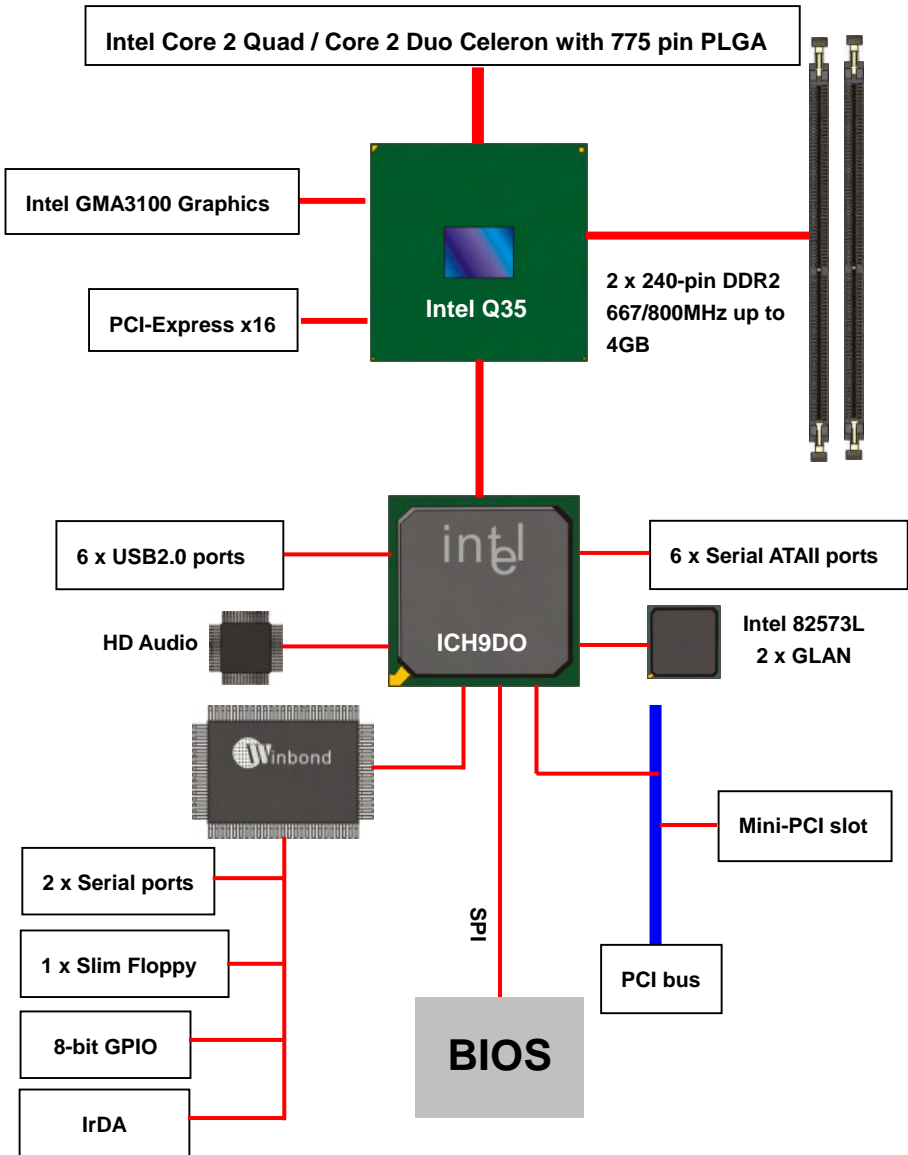 Intel Core 2 Quad / Core 2 Duo Celeron with 775 pin PLGA
Intel GMA3100 Graphics
Intel Q35
PCI-Express x16
2 x 240-pin DDR2
667/800MHz up to
4GB
6 x USB2.0 ports
intel
6 x Serial ATAII ports
HD Audio
ICH9DO
Intel 82573L
2 x GLAN
Winbond
Mini-PCI slot
2 x Serial ports
SPI
1 x Slim Floppy
PCI bus
8-bit GPIO
BIOS
IrDA